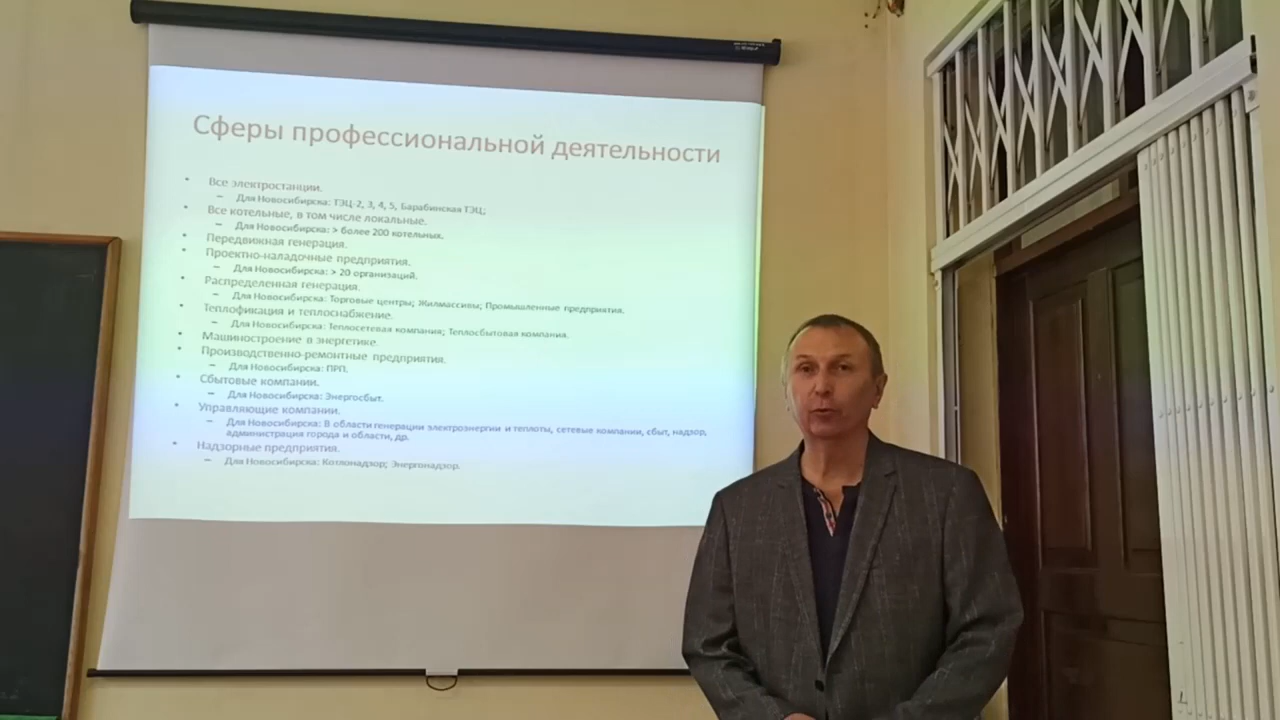 Сферы профессиональной деятельности
• Все электростанции.
– Для Новосибирска: ТЭЦ-2, 3, 4, 5, Барабинская ТЭЦ;
• Все котельные, в том числе локальные.
– Для Новосибирска: > более 200 котельных.
• Передвижная генерация.
• Проектно-наладочные предприятия.
– Для Новосибирска: > 20 организаций.
• Распределенная генерация.
– Для Новосибирска: Торговые центры; Жилмассивы; Промышленные предприятия.
• Теплофикация и теплоснабжение.
– Для Новосибирска: Теплосетевая компания; Теплосбытовая компания.
• Машиностроение в энергетике.
• Производственно-ремонтные предприятия.
– Для Новосибирска: ПРП.
• Сбытовые компании.
– Для Новосибирска: Энергосбыт.
• Управляющие компании.
– Для Новосибирска: В области генерации электроэнергии и теплоты, сетевые компании, сбыт, надзор,
администрация города и области, др.
• Надзорные предприятия.
– Для Новосибирска: Котлонадзор; Энергонадзор.